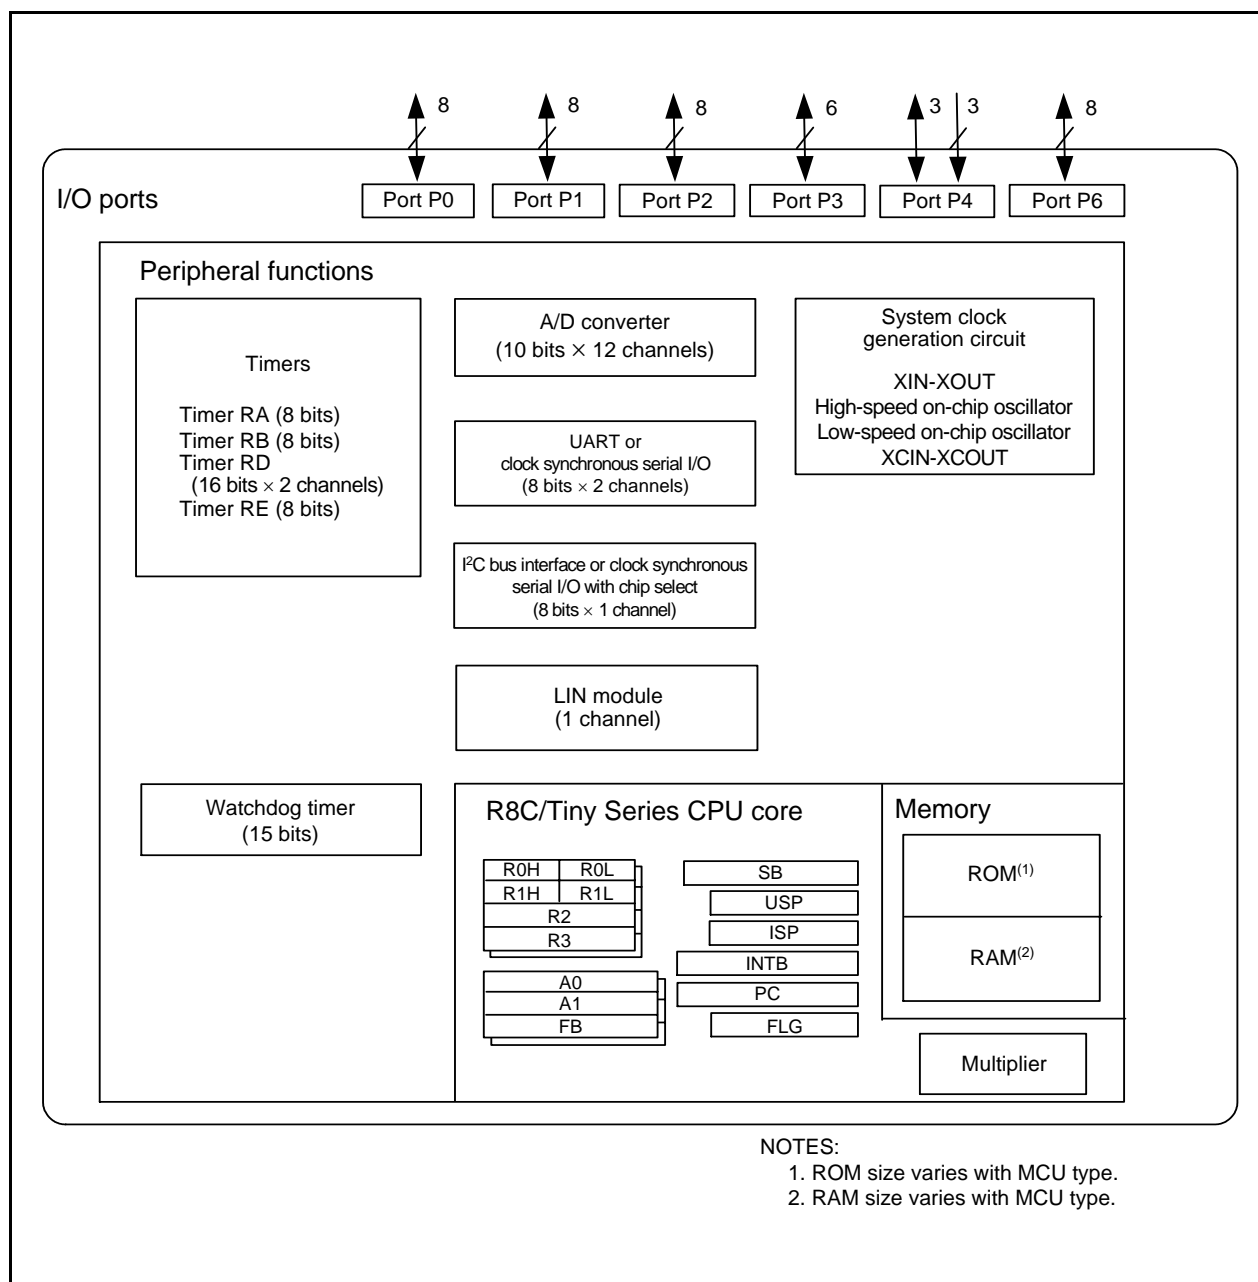 8
8
8
6
3
3
8
I/O ports
Port P0
Port P1
Port P2
Port P3
Port P4
Port P6
Peripheral functions
Timers
Timer RA (8 bits)
Timer RB (8 bits)
Timer RD
(16 bits × 2 channels)
Timer RE (8 bits)
A/D converter
(10 bits × 12 channels)
System clock
generation circuit
XIN-XOUT
High-speed on-chip oscillator
Low-speed on-chip oscillator
XCIN-XCOUT
UART or
clock synchronous serial I/O
(8 bits × 2 channels)
I²C bus interface or clock synchronous
serial I/O with chip select
(8 bits × 1 channel)
LIN module
(1 channel)
Watchdog timer
(15 bits)
R8C/Tiny Series CPU core
R0H
R0L
R1H
R1L
R2
R3
A0
A1
FB
SB
USP
ISP
INTB
PC
FLG
Memory
ROM(1)
RAM(2)
Multiplier
NOTES:
1. ROM size varies with MCU type.
2. RAM size varies with MCU type.